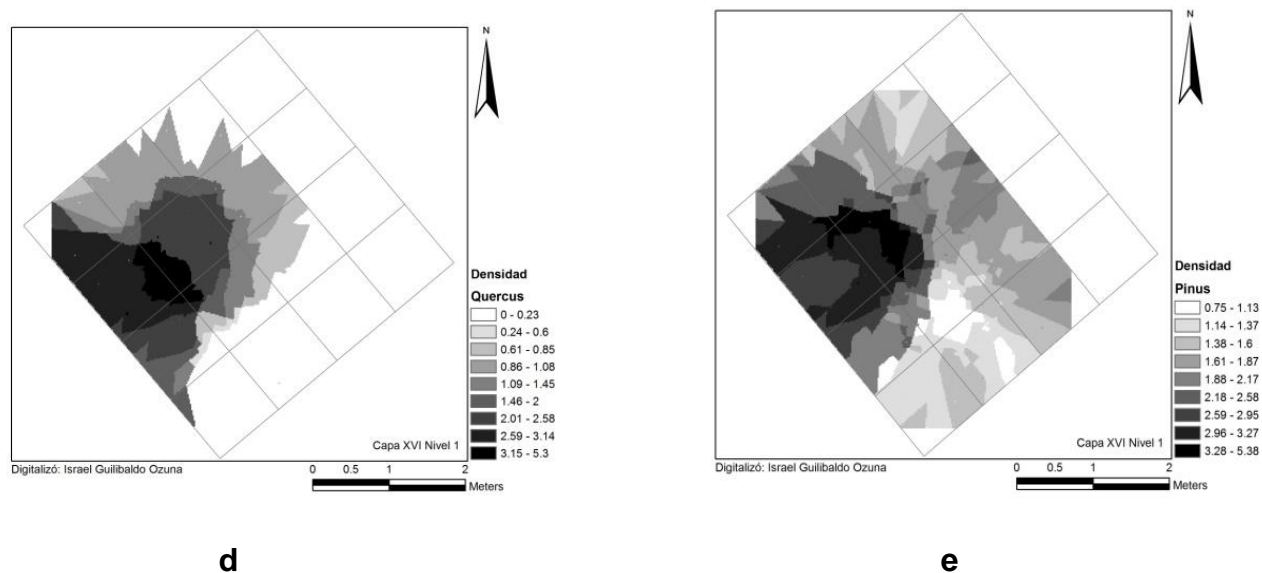 N
Densidad
Quercus
0 - 0.23
0.24 - 0.6
0.61 - 0.85
0.86 - 1.08
1.09 - 1.45
1.46 - 2
2.01 - 2.58
2.59 - 3.14
3.15 - 5.3
Capa XVI Nivel 1
Digitalizó: Israel Guilibaldo Ozuna
0 0.5 1 2
Meters
d
N
Densidad
Pinus
0.75 - 1.13
1.14 - 1.37
1.38 - 1.6
1.61 - 1.87
1.88 - 2.17
2.18 - 2.58
2.59 - 2.95
2.96 - 3.27
3.28 - 5.38
Capa XVI Nivel 1
Digitalizó: Israel Guilibaldo Ozuna
0 0.5 1 2
Meters
e